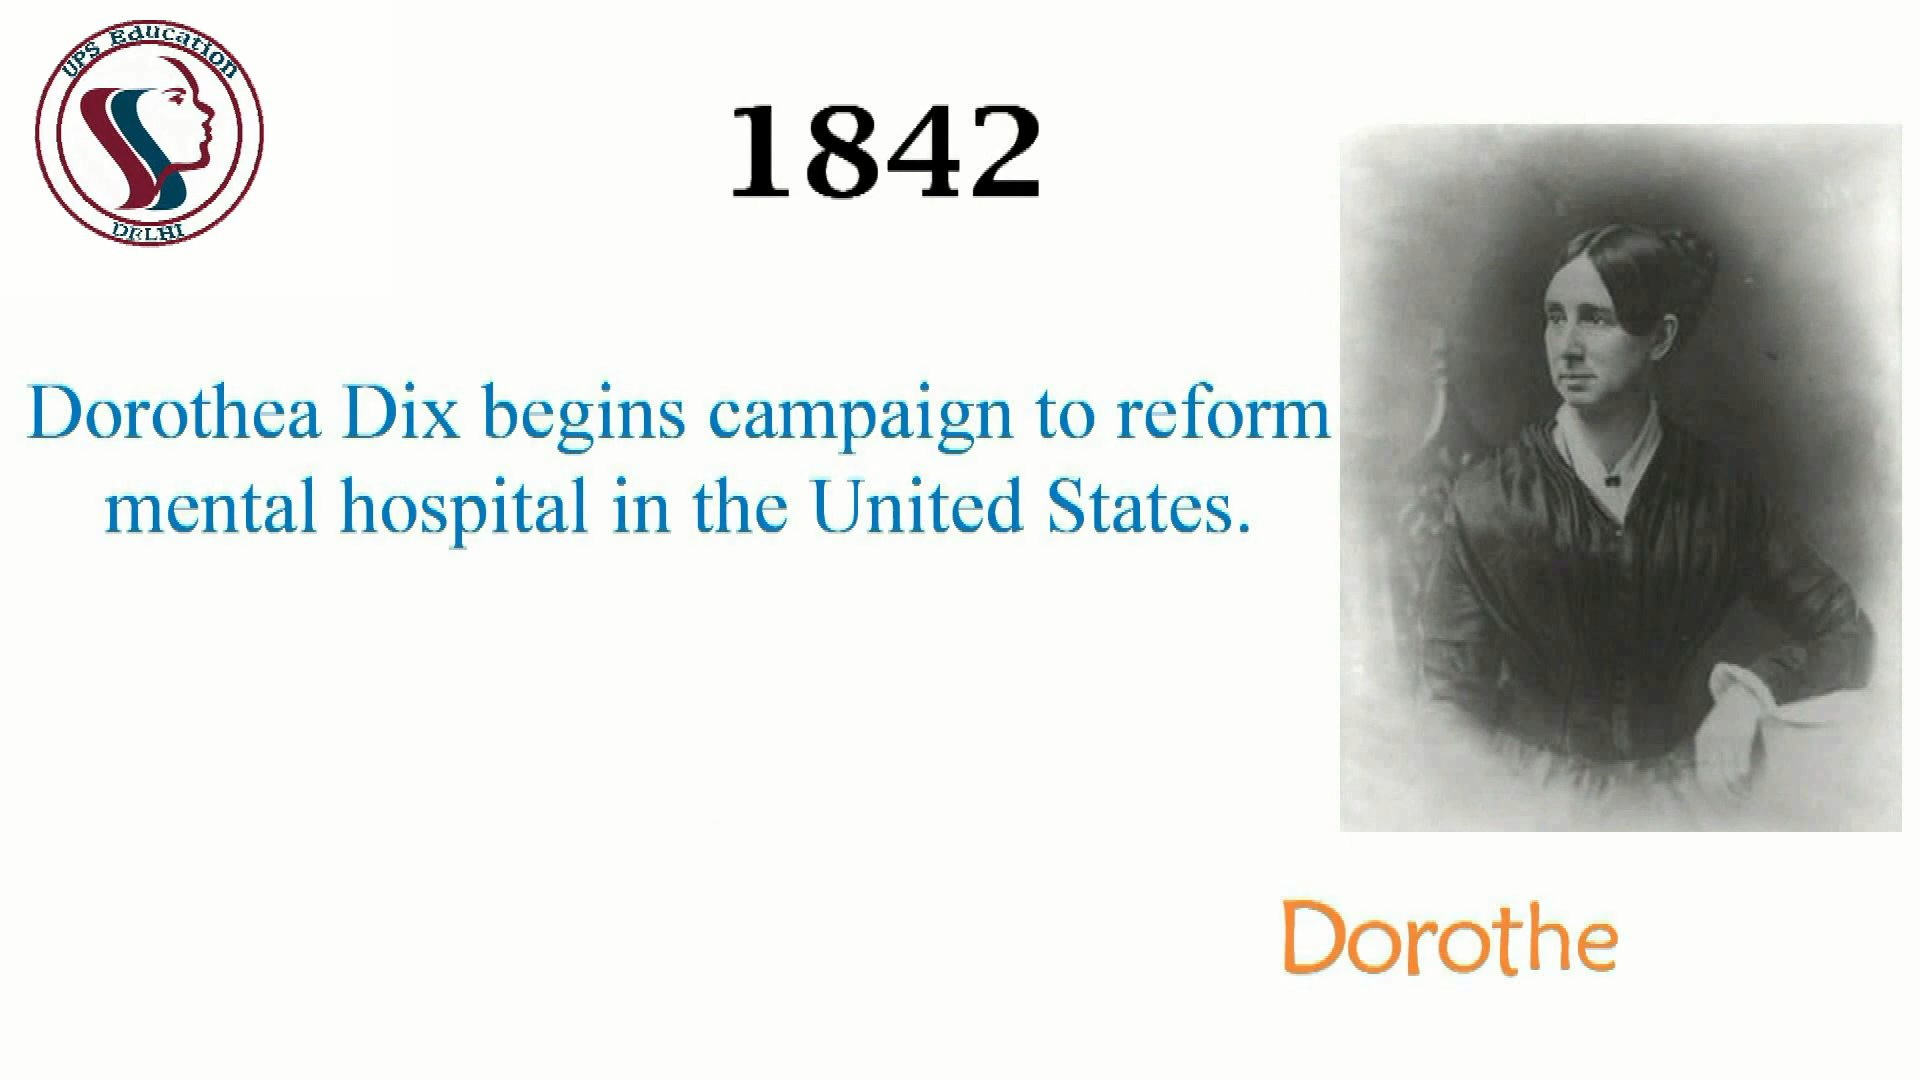 UPS Education
DELHI
1842
Dorothea Dix begins campaign to reform
mental hospital in the United States.
Dorothe